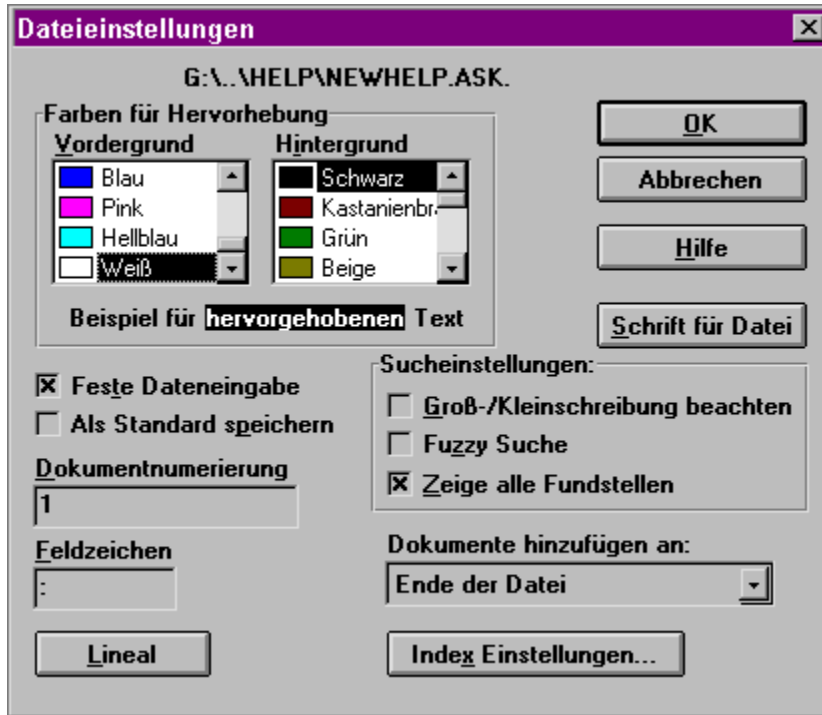 Dateieinstellungen
G:\..\HELP\NEWHELP.ASK.
Farben für Hervorhebung
Vordergrund
Blau
Pink
Hellblau
Weiß
Hintergrund
Schwarz
Kastanienbra
Grün
Beige
Beispiel für hervorgehobenen Text
OK
Abbrechen
Hilfe
Schrift für Datei
Feste Dateneingabe
Als Standard speichern
Dokumentnumerierung
1
Feldzeichen
:
Lineal
Sucheinstellungen:
Groß-/Kleinschreibung beachten
Fuzzy Suche
Zeige alle Fundstellen
Dokumente hinzufügen an:
Ende der Datei
Index Einstellungen...